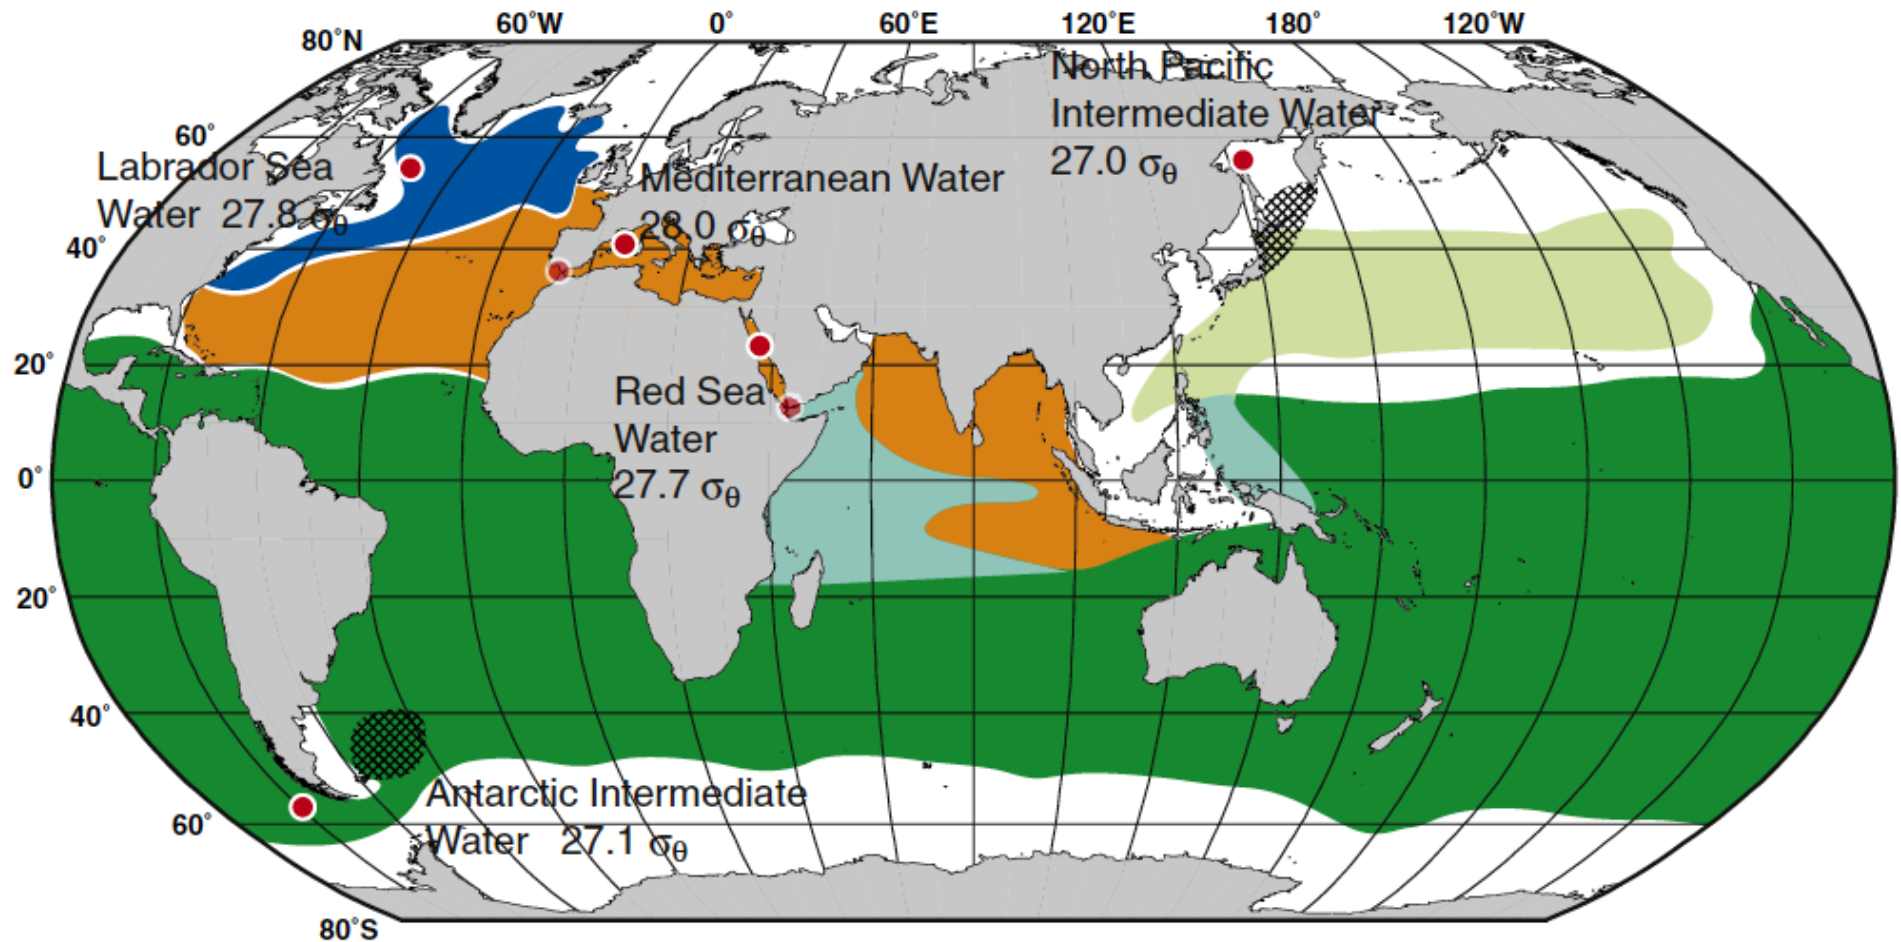 60°W 0° 60°E 120°E 180° 120°W
80°N
North Pacific
Intermediate Water
27.0 σθ
60°
Labrador Sea
Water 27.8 σθ
Mediterranean Water
28.0 σθ
40°
20°
Red Sea
Water
27.7 σθ
0°
20°
40°
Antarctic Intermediate
Water 27.1 σθ
60°
80°S